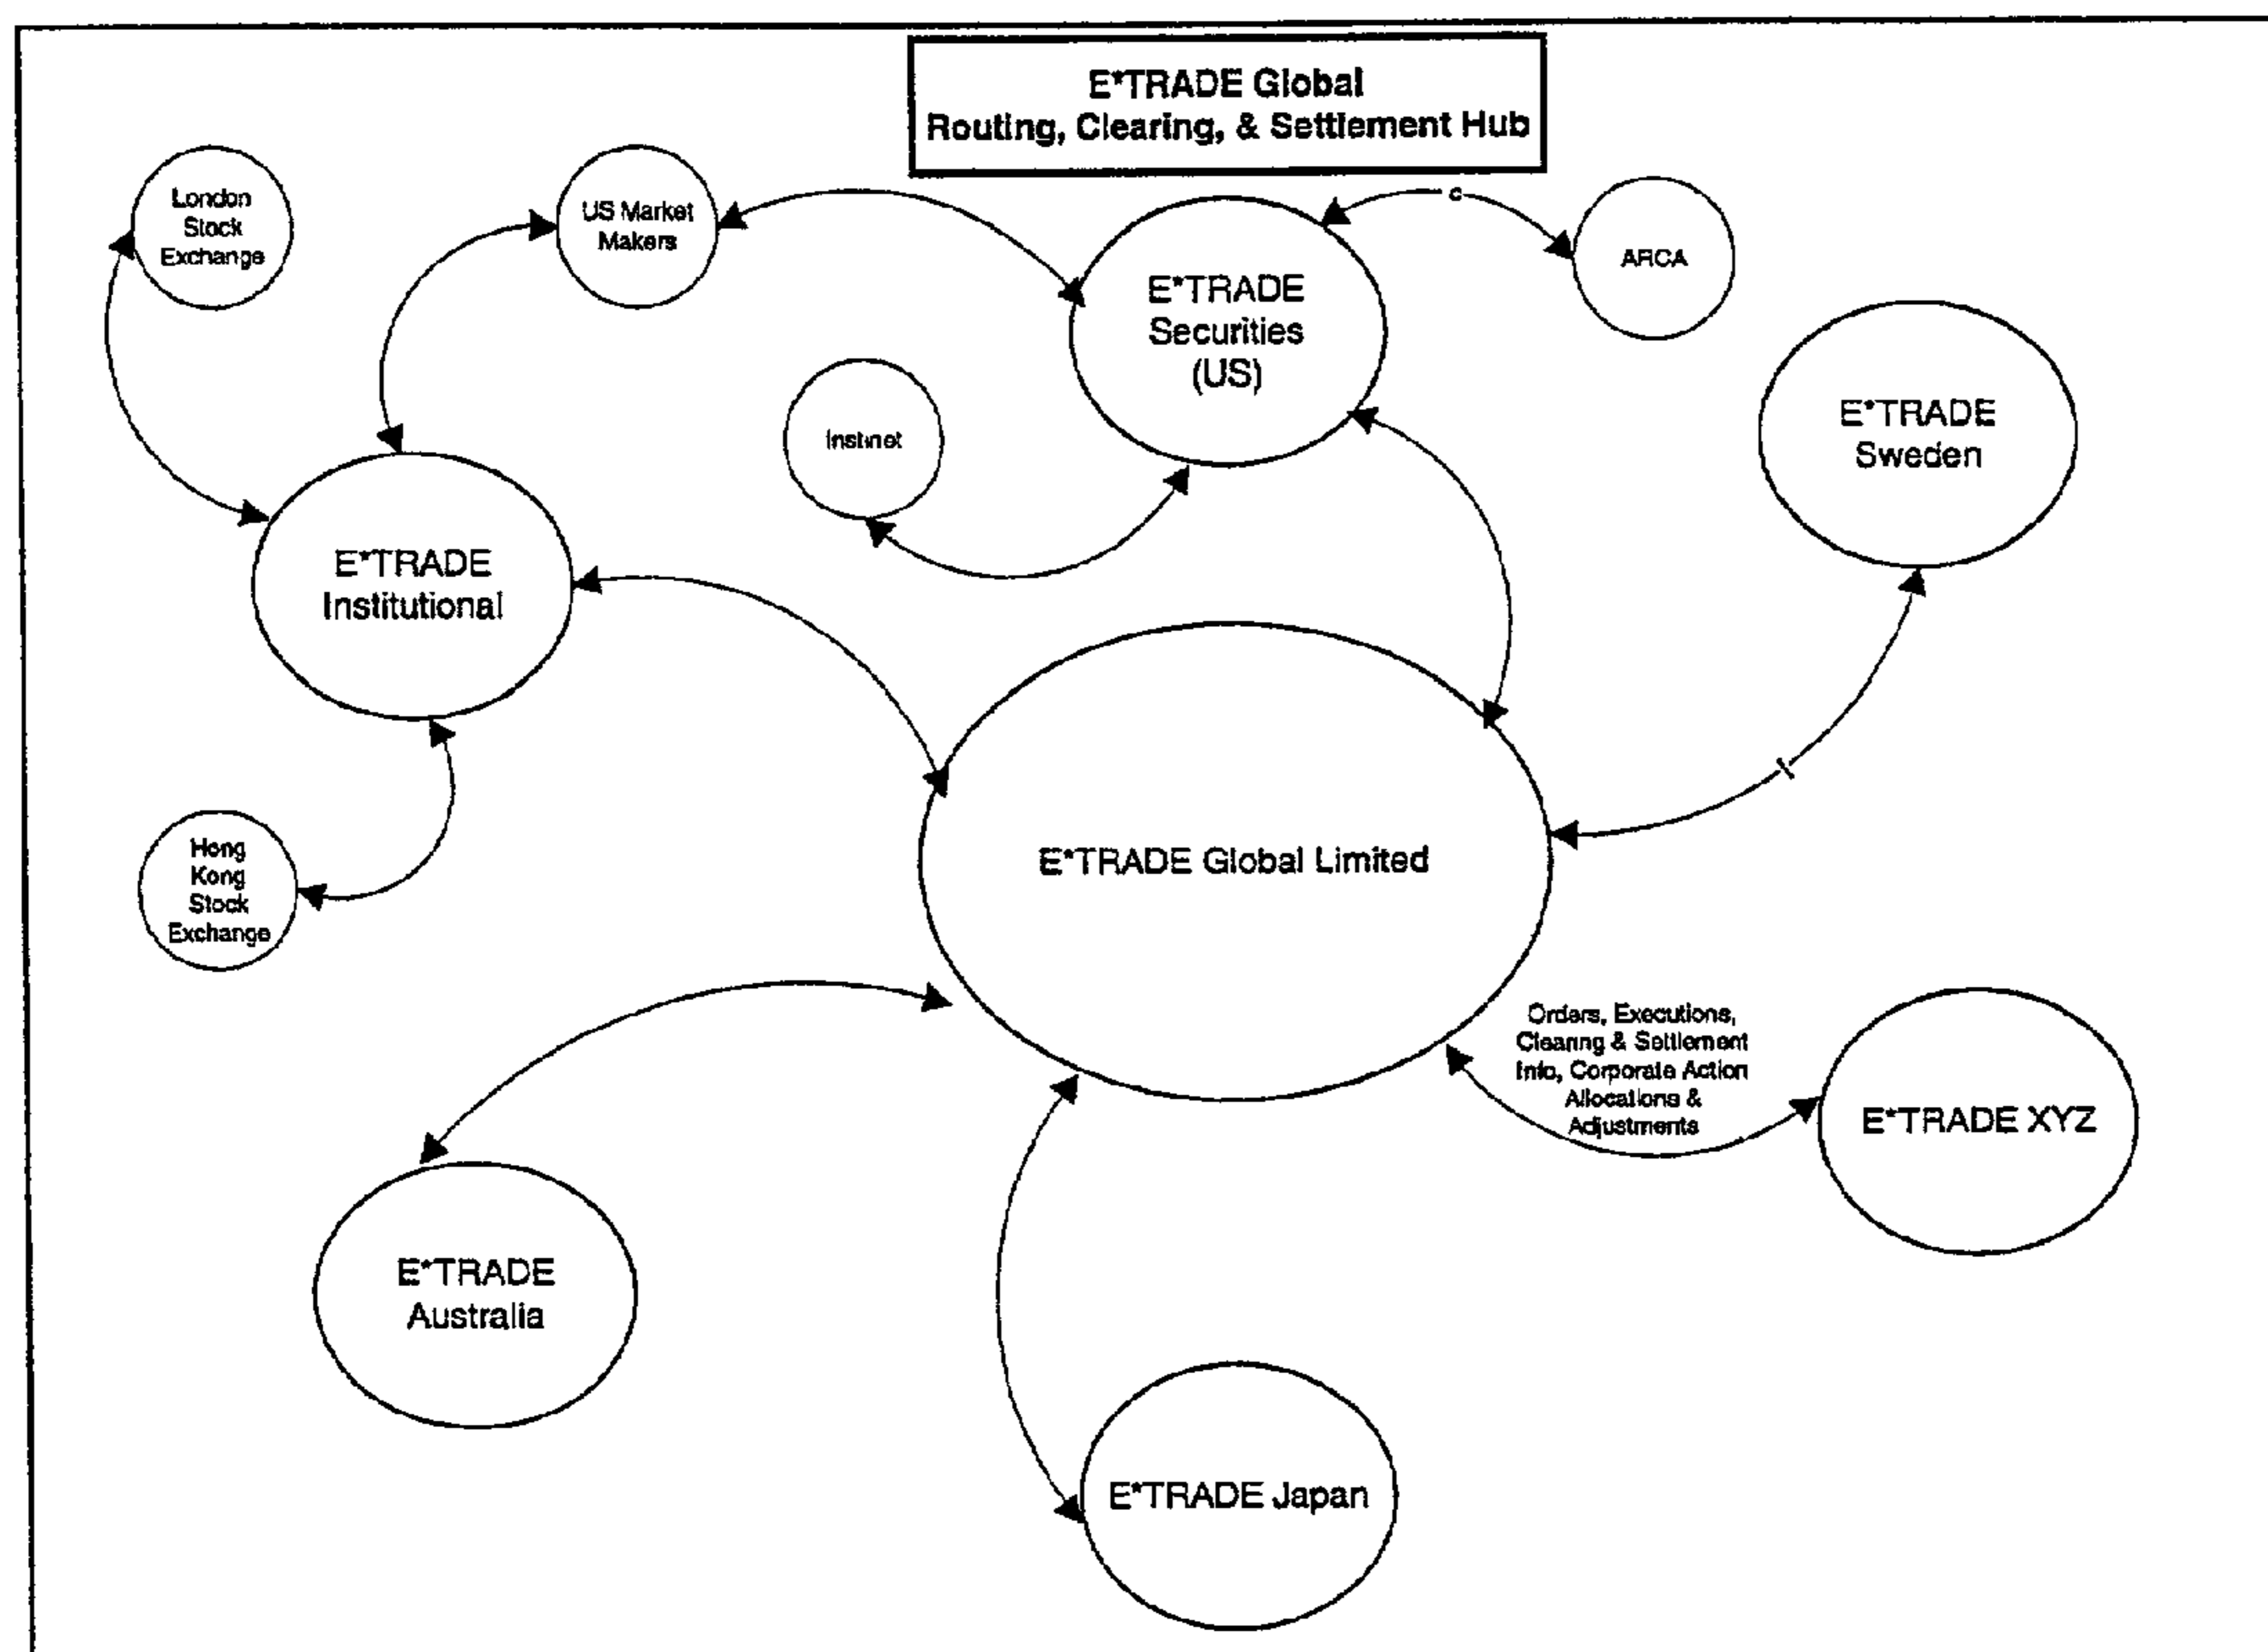 E*TRADE Global
Routing, Clearing, & Settlement Hub
London
Stock
Exchange
US Market
Makers
E*TRADE
Securities
(US)
c
ARCA
Instinet
E*TRADE
Sweden
E*TRADE
Institutional
E*TRADE Global Limited
Hong
Kong
Stock
Exchange
Orders, Executions,
Clearing & Settlement
Info, Corporate Action
Allocations &
Adjustments
E*TRADE XYZ
E*TRADE
Australia
E*TRADE Japan